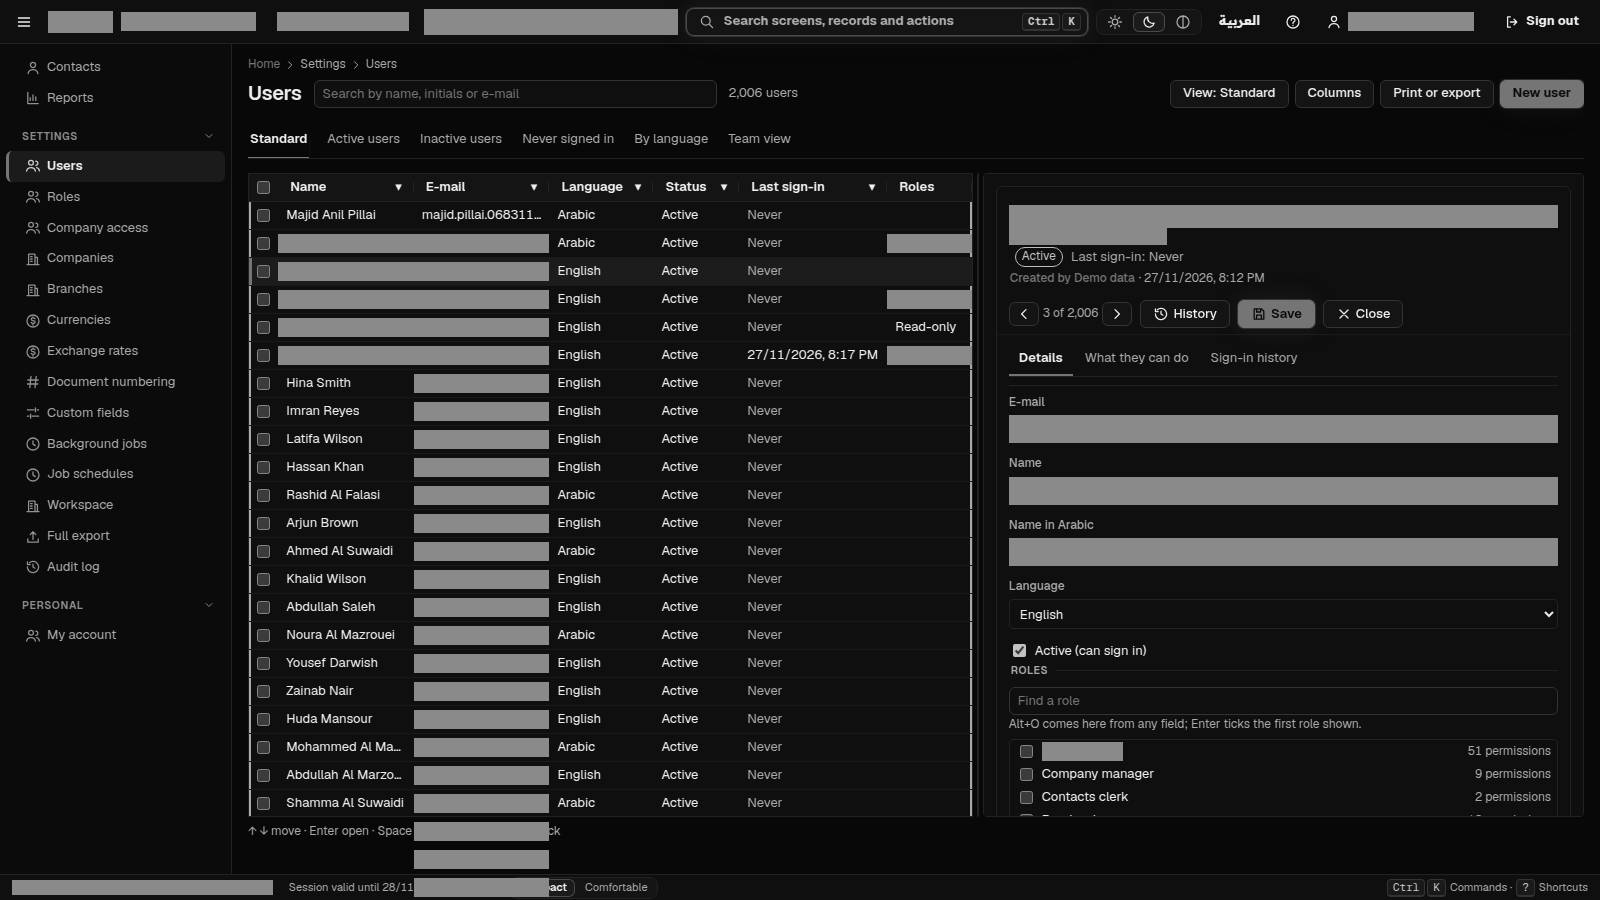 Search screens, records and actions Ctrl K العربية Sign out
Contacts
Reports
SETTINGS
Users
Roles
Company access
Companies
Branches
Currencies
Exchange rates
Document numbering
Custom fields
Background jobs
Job schedules
Workspace
Full export
Audit log
PERSONAL
My account
Home > Settings > Users
Users Search by name, initials or e-mail 2,006 users View: Standard Columns Print or export New user
Standard Active users Inactive users Never signed in By language Team view
Name E-mail Language Status Last sign-in Roles
Majid Anil Pillai majid.pillai.068311… Arabic Active Never
Arabic Active Never
English Active Never
English Active Never
English Active Never Read-only
English Active 27/11/2026, 8:17 PM
Hina Smith English Active Never
Imran Reyes English Active Never
Latifa Wilson English Active Never
Hassan Khan English Active Never
Rashid Al Falasi Arabic Active Never
Arjun Brown English Active Never
Ahmed Al Suwaidi Arabic Active Never
Khalid Wilson English Active Never
Abdullah Saleh English Active Never
Noura Al Mazrouei Arabic Active Never
Yousef Darwish English Active Never
Zainab Nair English Active Never
Huda Mansour English Active Never
Mohammed Al Ma… Arabic Active Never
Abdullah Al Marzo… English Active Never
Shamma Al Suwaidi Arabic Active Never
↑↓ move · Enter open · Space
Active Last sign-in: Never
Created by Demo data · 27/11/2026, 8:12 PM
3 of 2,006 History Save Close
Details What they can do Sign-in history
E-mail
Name
Name in Arabic
Language
English
Active (can sign in)
ROLES
Find a role
Alt+O comes here from any field; Enter ticks the first role shown.
51 permissions
Company manager 9 permissions
Contacts clerk 2 permissions
Session valid until 28/11 Comfortable Ctrl K Commands · ? Shortcuts